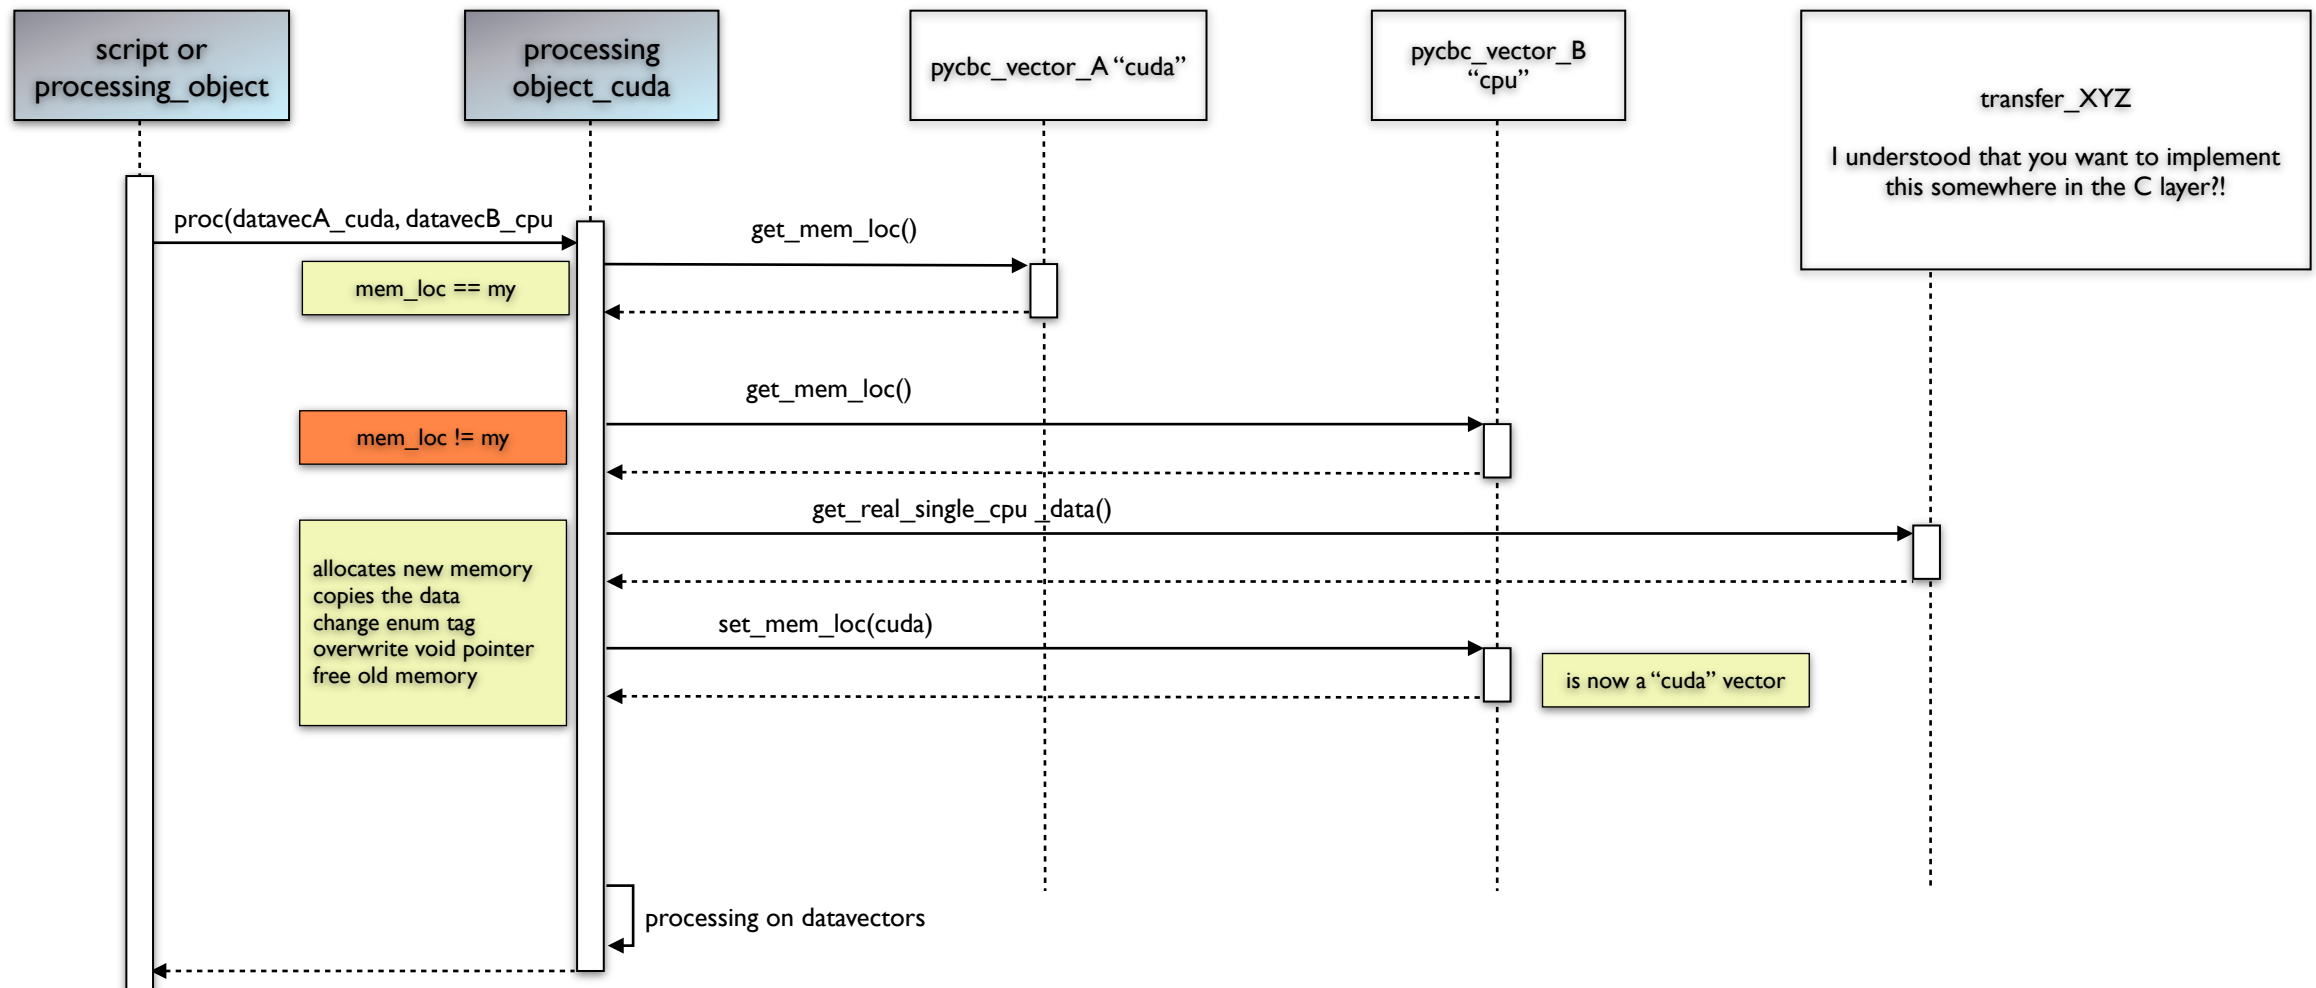 script or
processing_object
processing
object_cuda
pycbc_vector_A “cuda”
pycbc_vector_B
“cpu”
transfer_XYZ
I understood that you want to implement
this somewhere in the C layer?!
proc(datavecA_cuda, datavecB_cpu
get_mem_loc()
mem_loc == my
get_mem_loc()
mem_loc != my
get_real_single_cpu _data()
allocates new memory
copies the data
change enum tag
overwrite void pointer
free old memory
set_mem_loc(cuda)
is now a “cuda” vector
processing on datavectors